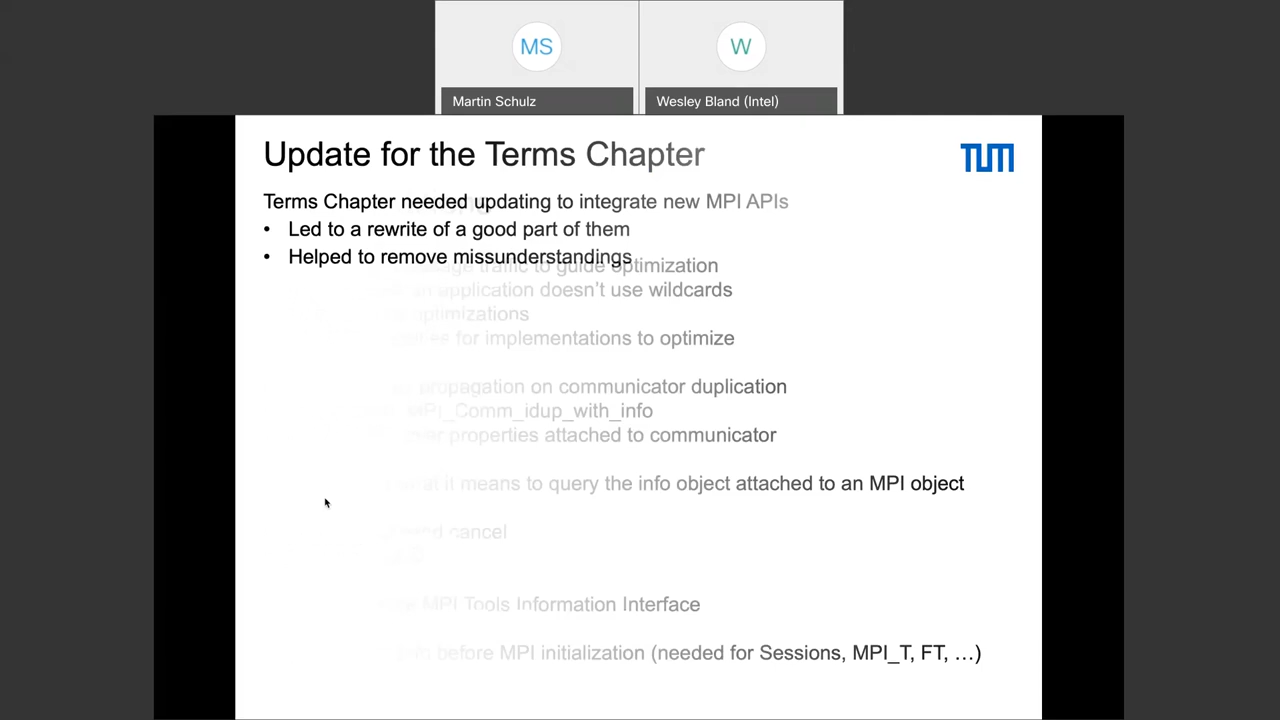 MS
W
Martin Schulz
Wesley Bland (Intel)
Update for the Terms Chapter
TUM
Terms Chapter needed updating to integrate new MPI APIs
• Led to a rewrite of a good part of them
• Helped to remove missunderstandings
traffic to guide optimization
application doesn't use wildcards
optimizations
for implementations to optimize
propagation on communicator duplication
MPI_Comm_idup_with_info
properties attached to communicator
it means to query the info object attached to an MPI object
cancel
MPI Tools Information Interface
before MPI initialization (needed for Sessions, MPI_T, FT, …)